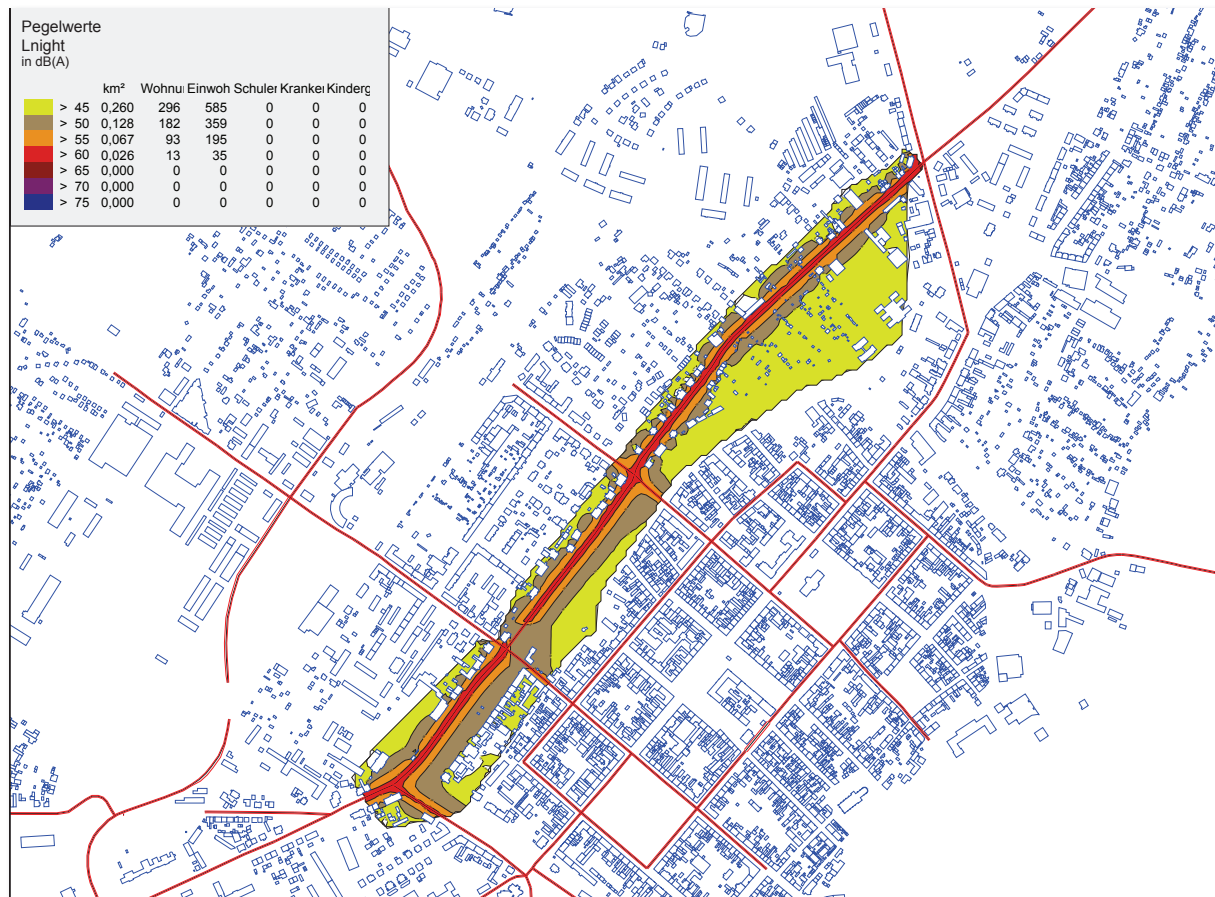 Pegelwerte
Lnight
in dB(A)
km² Wohnu Einwoh Schuler Kranke Kinderg
> 45 0,260 296 585 0 0 0
> 50 0,128 182 359 0 0 0
> 55 0,067 93 195 0 0 0
> 60 0,026 13 35 0 0 0
> 65 0,000 0 0 0 0 0
> 70 0,000 0 0 0 0 0
> 75 0,000 0 0 0 0 0